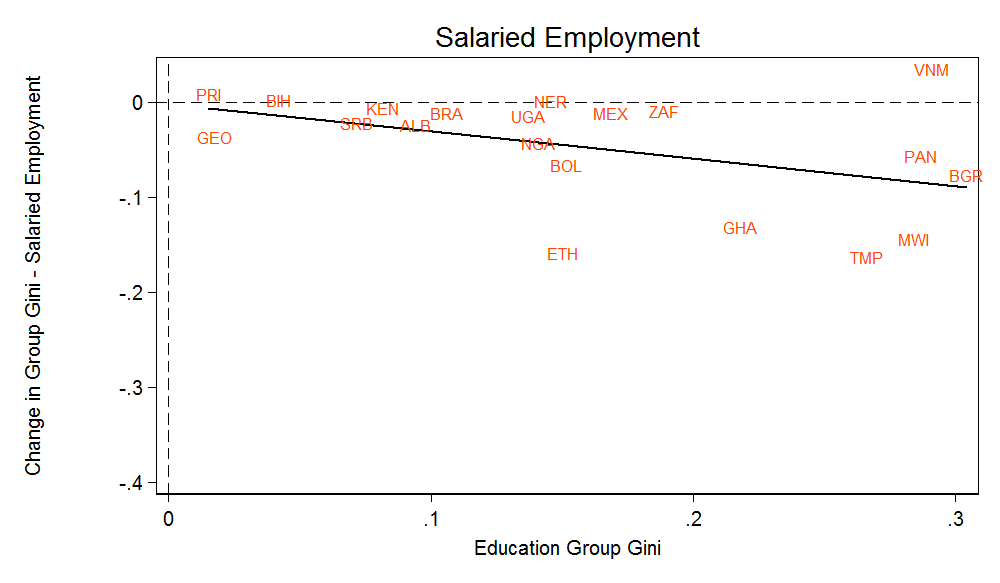 Salaried Employment
Change in Group Gini - Salaried Employment
0
-.1
-.2
-.3
-.4
VNM
PRI
BIH
NER
KEN
BRA
UGA
MEX
ZAF
SRB
ALB
GEO
NGA
BOL
PAN
BGR
GHA
MWI
ETH
TMP
0
.1
.2
.3
Education Group Gini